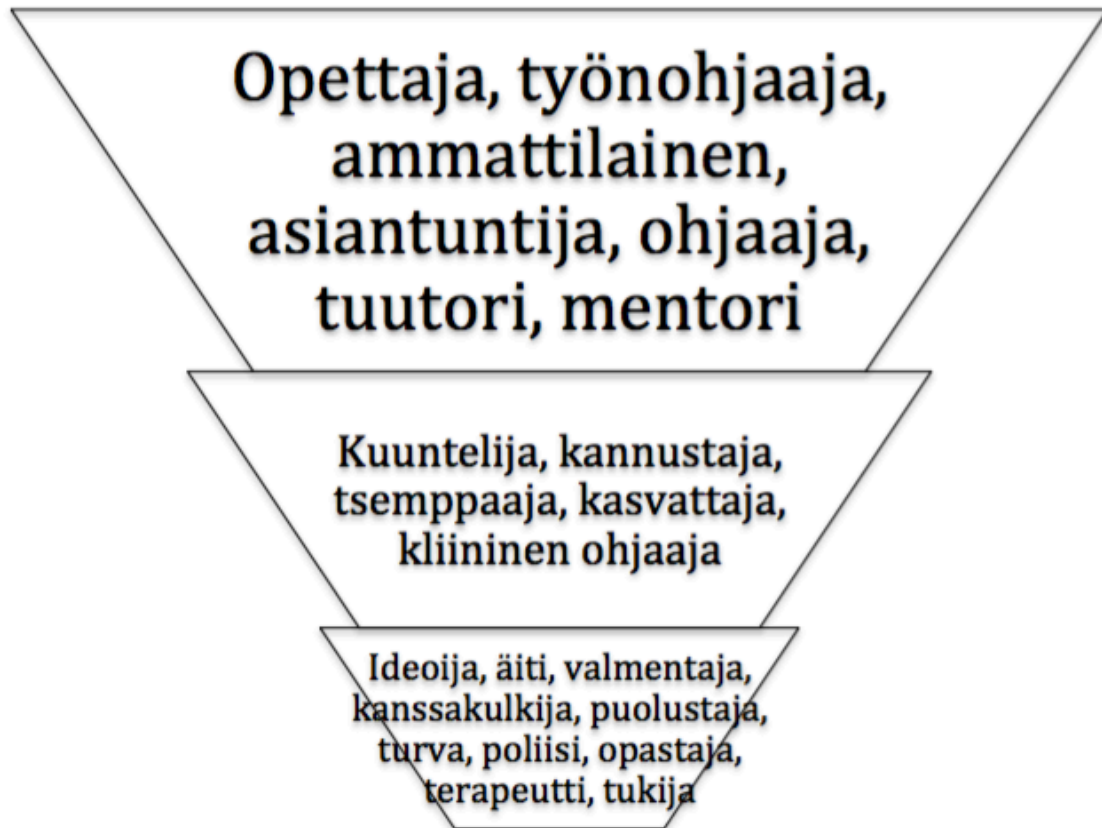 Opettaja, työnohjaaja,
ammattilainen,
asiantuntija, ohjaaja,
tuutori, mentori
Kuuntelija, kannustaja,
tsemppaaja, kasvattaja,
kliininen ohjaaja
Ideoija, äiti, valmentaja,
kanssakulkija, puolustaja,
turva, poliisi, opastaja,
terapeutti, tukija